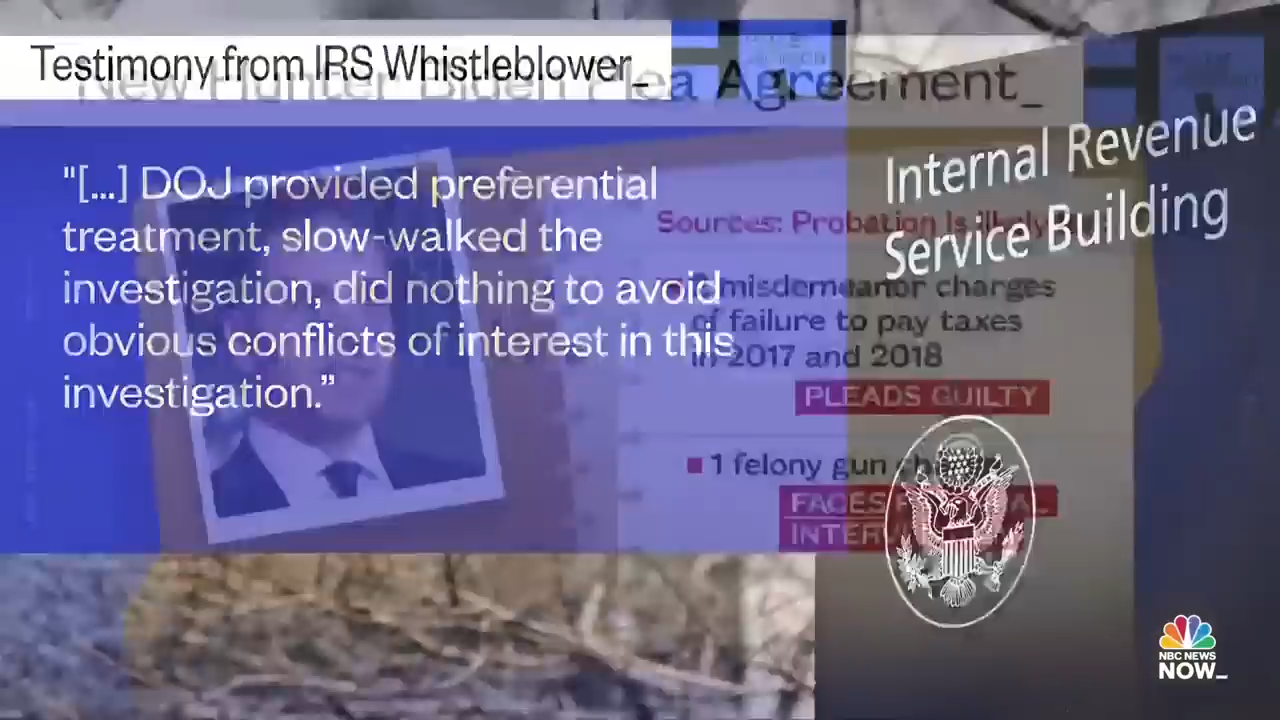 Testimony from IRS Whistleblower_
New Hunter Biden Plea Agreement_
"[...] DOJ provided preferential
treatment, slow-walked the
investigation, did nothing to avoid
obvious conflicts of interest in this
investigation.”
Internal Revenue
Service Building
Sources: Probation is likely
misdemeanor charges
of failure to pay taxes
in 2017 and 2018
PLEADS GUILTY
1 felony gun
FACES
NBC NEWS
NOW_